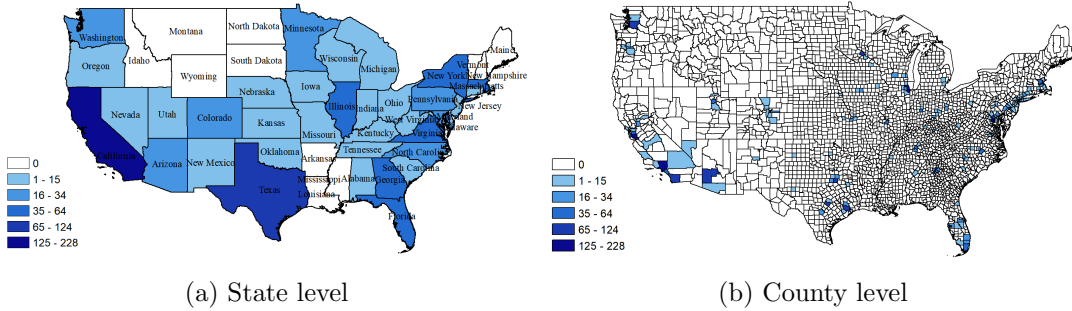 Washington
Montana
North Dakota
Minnesota
Maine
Oregon
Idaho
South Dakota
Wisconsin
Michigan
Vermont
New York
New Hampshire
Massachusetts
Wyoming
Nebraska
Iowa
Pennsylvania
New Jersey
Nevada
Utah
Colorado
Illinois
Indiana
Ohio
Maryland
Delaware
California
Kansas
Missouri
West Virginia
Virginia
Kentucky
Arizona
New Mexico
Oklahoma
Arkansas
Tennessee
North Carolina
South Carolina
Texas
Mississippi
Alabama
Georgia
Louisiana
Florida
0
1 - 15
16 - 34
35 - 64
65 - 124
125 - 228
(a) State level
0
1 - 15
16 - 34
35 - 64
65 - 124
125 - 228
(b) County level